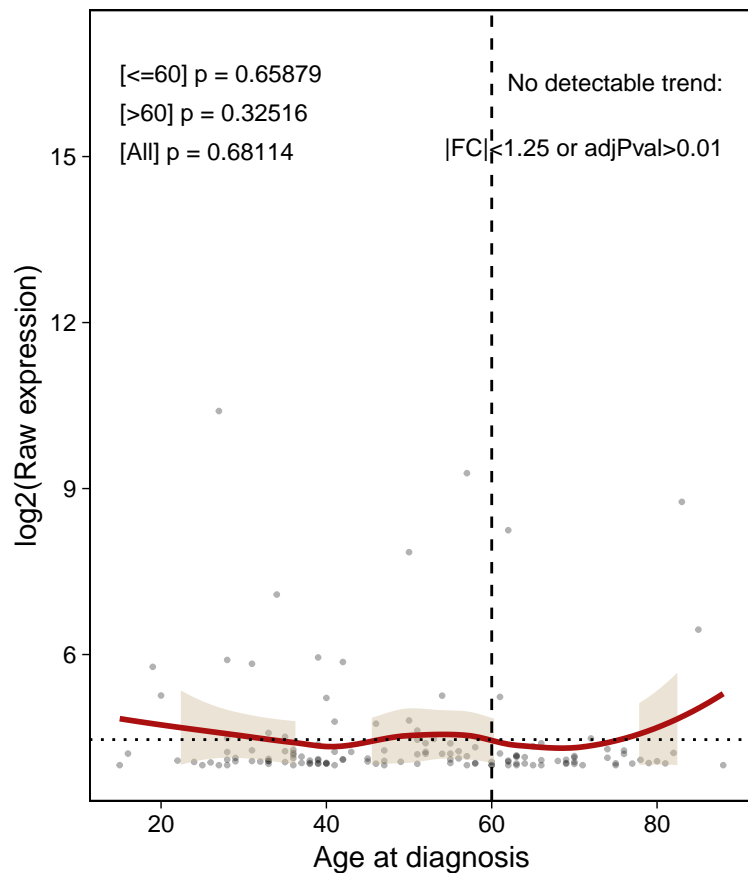 [<=60] p = 0.65879
[>60] p = 0.32516
[All] p = 0.68114
No detectable trend:
|FC|<1.25 or adjPval>0.01
log2(Raw expression)
15
12
9
6
20
40
60
80
Age at diagnosis